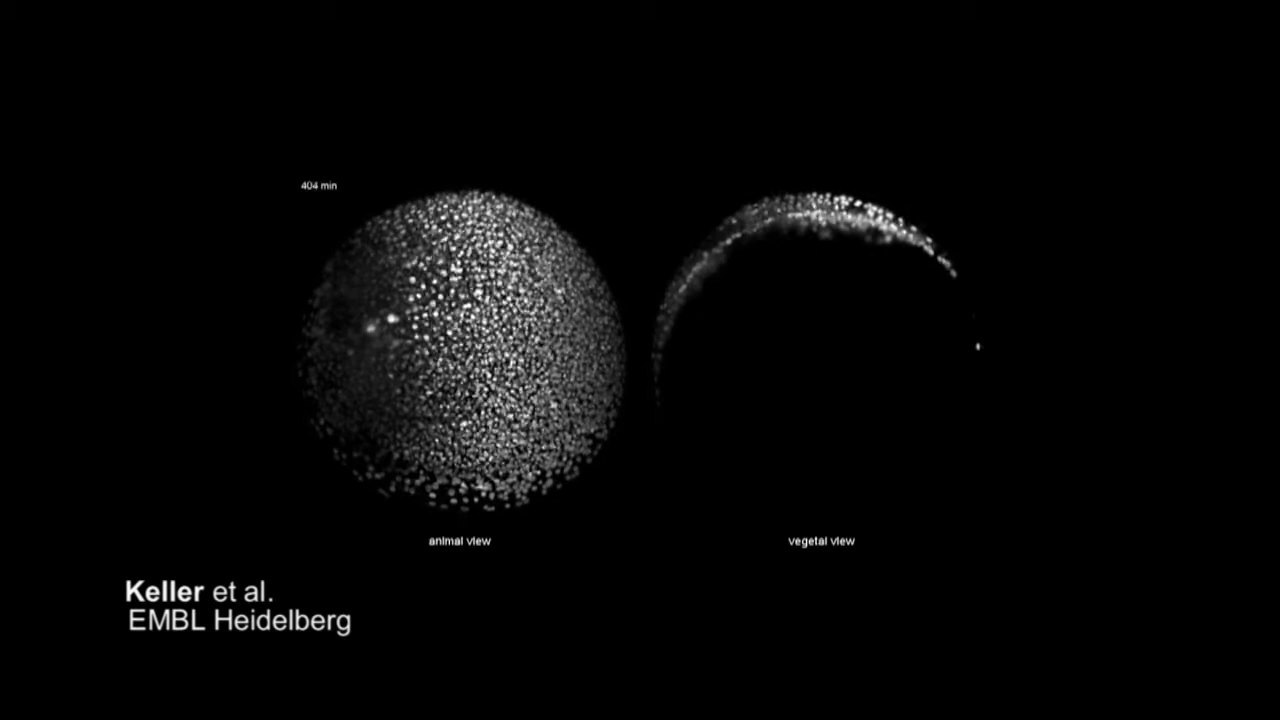 404 min
animal view
vegetal view
Keller et al.
EMBL Heidelberg